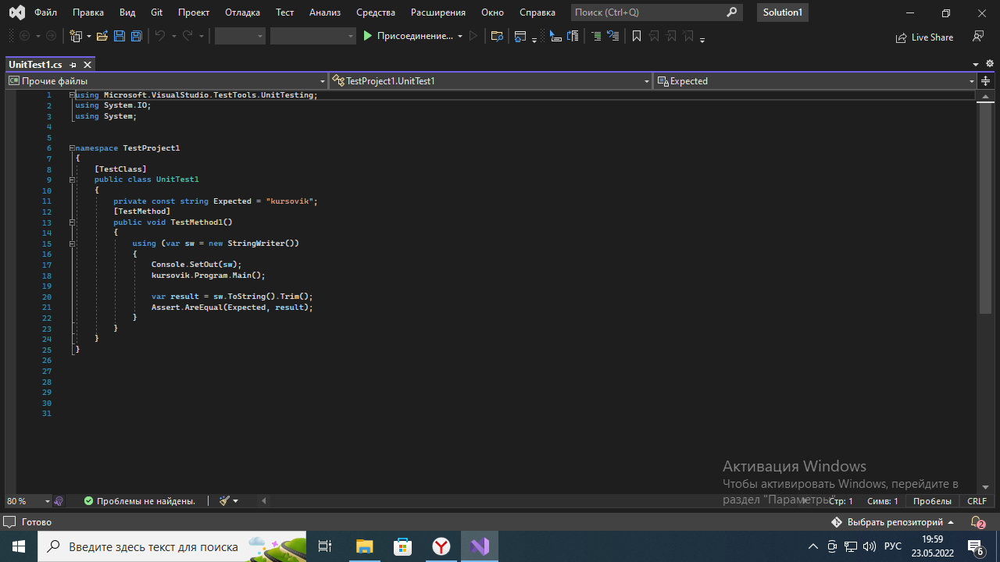 Файл Правка Вид Git Проект Отладка Тест Анализ Средства Расширения Окно Справка Поиск (Ctrl+Q) Solution1
Присоединение... Live Share
UnitTest1.cs
C# Прочие файлы TestProject1.UnitTest1 Expected
1 using Microsoft.VisualStudio.TestTools.UnitTesting;
2 using System.IO;
3 using System;
4
5
6 namespace TestProject1
7 {
8 [TestClass]
9 public class UnitTest1
10 {
11 private const string Expected = "kursovik";
12 [TestMethod]
13 public void TestMethod1()
14 {
15 using (var sw = new StringWriter())
16 {
17 Console.SetOut(sw);
18 kursovik.Program.Main();
19
20 var result = sw.ToString().Trim();
21 Assert.AreEqual(Expected, result);
22 }
23 }
24 }
25 }
26
27
28
29
30
31
Активация Windows
Чтобы активировать Windows, перейдите в
раздел "Параметры".
80 % Проблемы не найдены. Стр: 1 Симв: 1 Пробелы CRLF
Готово Выбрать репозиторий 2
Введите здесь текст для поиска РУС 19:59
23.05.2022 6